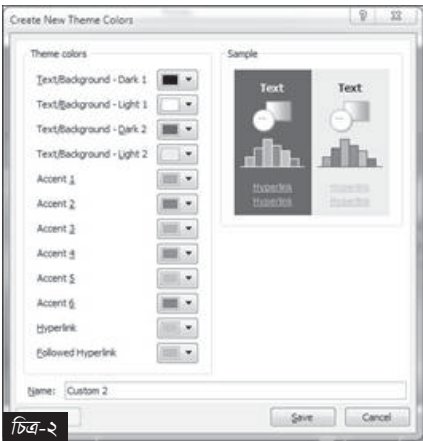 Create New Theme Colors
Theme colors
Text/Background - Dark 1
Text/Background - Light 1
Text/Background - Dark 2
Text/Background - Light 2
Accent 1
Accent 2
Accent 3
Accent 4
Accent 5
Accent 6
Hyperlink
Followed Hyperlink
Sample
Text Text
Hyperlink Hyperlink
Hyperlink Hyperlink
Name: Custom 2
Save Cancel
চিত্র-২